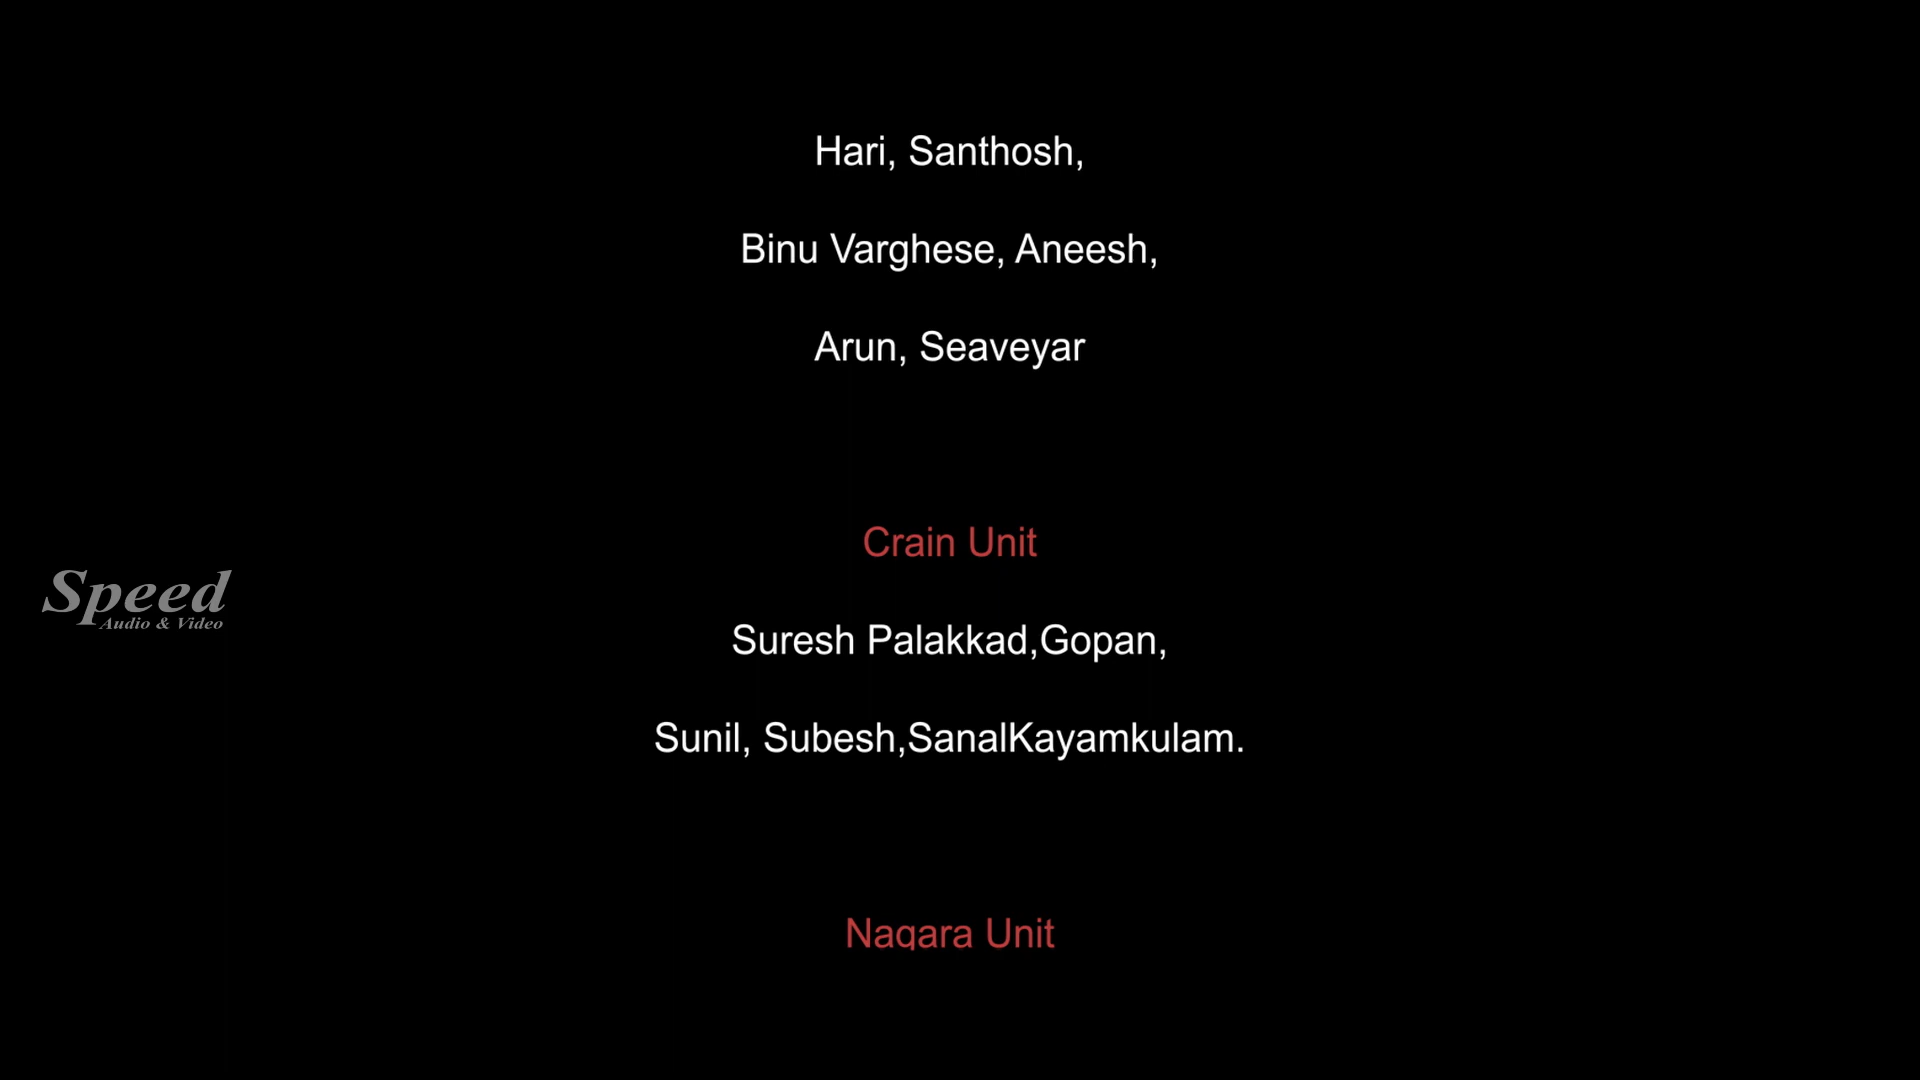 Hari, Santhosh,
Binu Varghese, Aneesh,
Arun, Seaveyar
Crain Unit
Speed
Audio & Video
Suresh Palakkad,Gopan,
Sunil, Subesh,SanalKayamkulam.
Nagara Unit